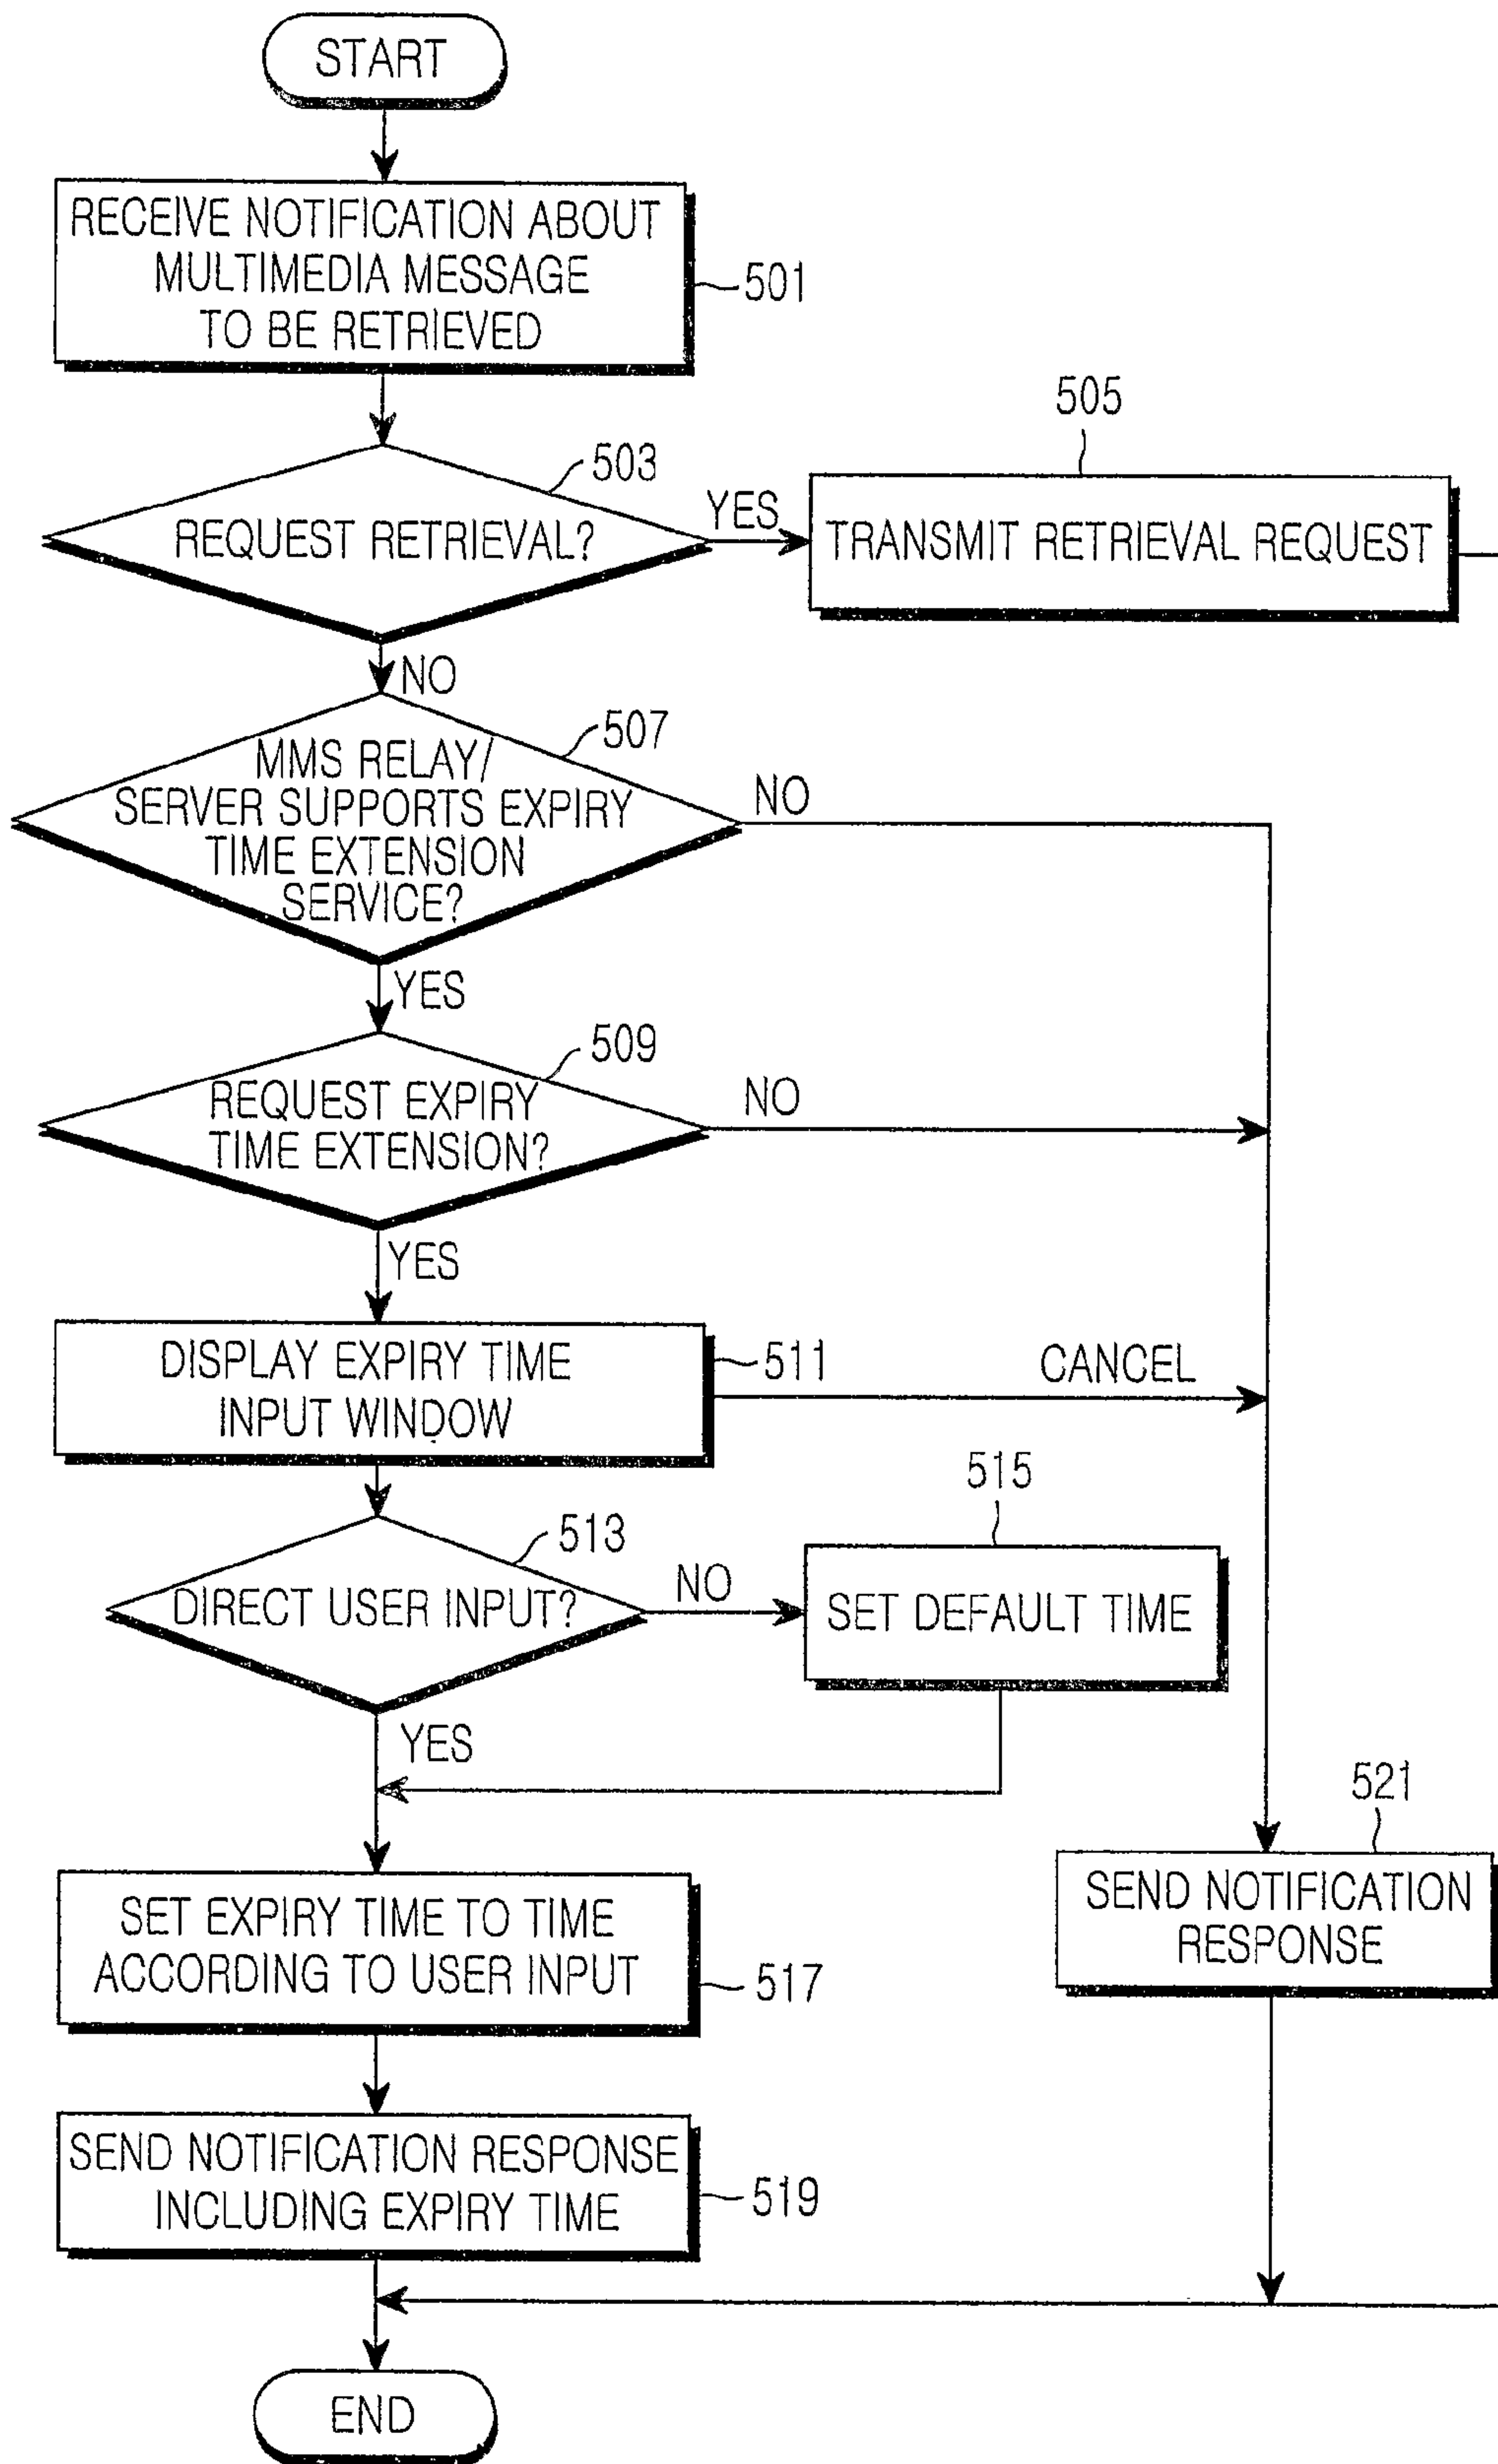 START
RECEIVE NOTIFICATION ABOUT
MULTIMEDIA MESSAGE
TO BE RETRIEVED
501
503
REQUEST RETRIEVAL?
YES
505
TRANSMIT RETRIEVAL REQUEST
NO
507
MMS RELAY/
SERVER SUPPORTS EXPIRY
TIME EXTENSION
SERVICE?
NO
YES
509
REQUEST EXPIRY
TIME EXTENSION?
NO
YES
DISPLAY EXPIRY TIME
INPUT WINDOW
511
CANCEL
513
DIRECT USER INPUT?
NO
515
SET DEFAULT TIME
YES
SET EXPIRY TIME TO TIME
ACCORDING TO USER INPUT
517
521
SEND NOTIFICATION
RESPONSE
SEND NOTIFICATION RESPONSE
INCLUDING EXPIRY TIME
519
END